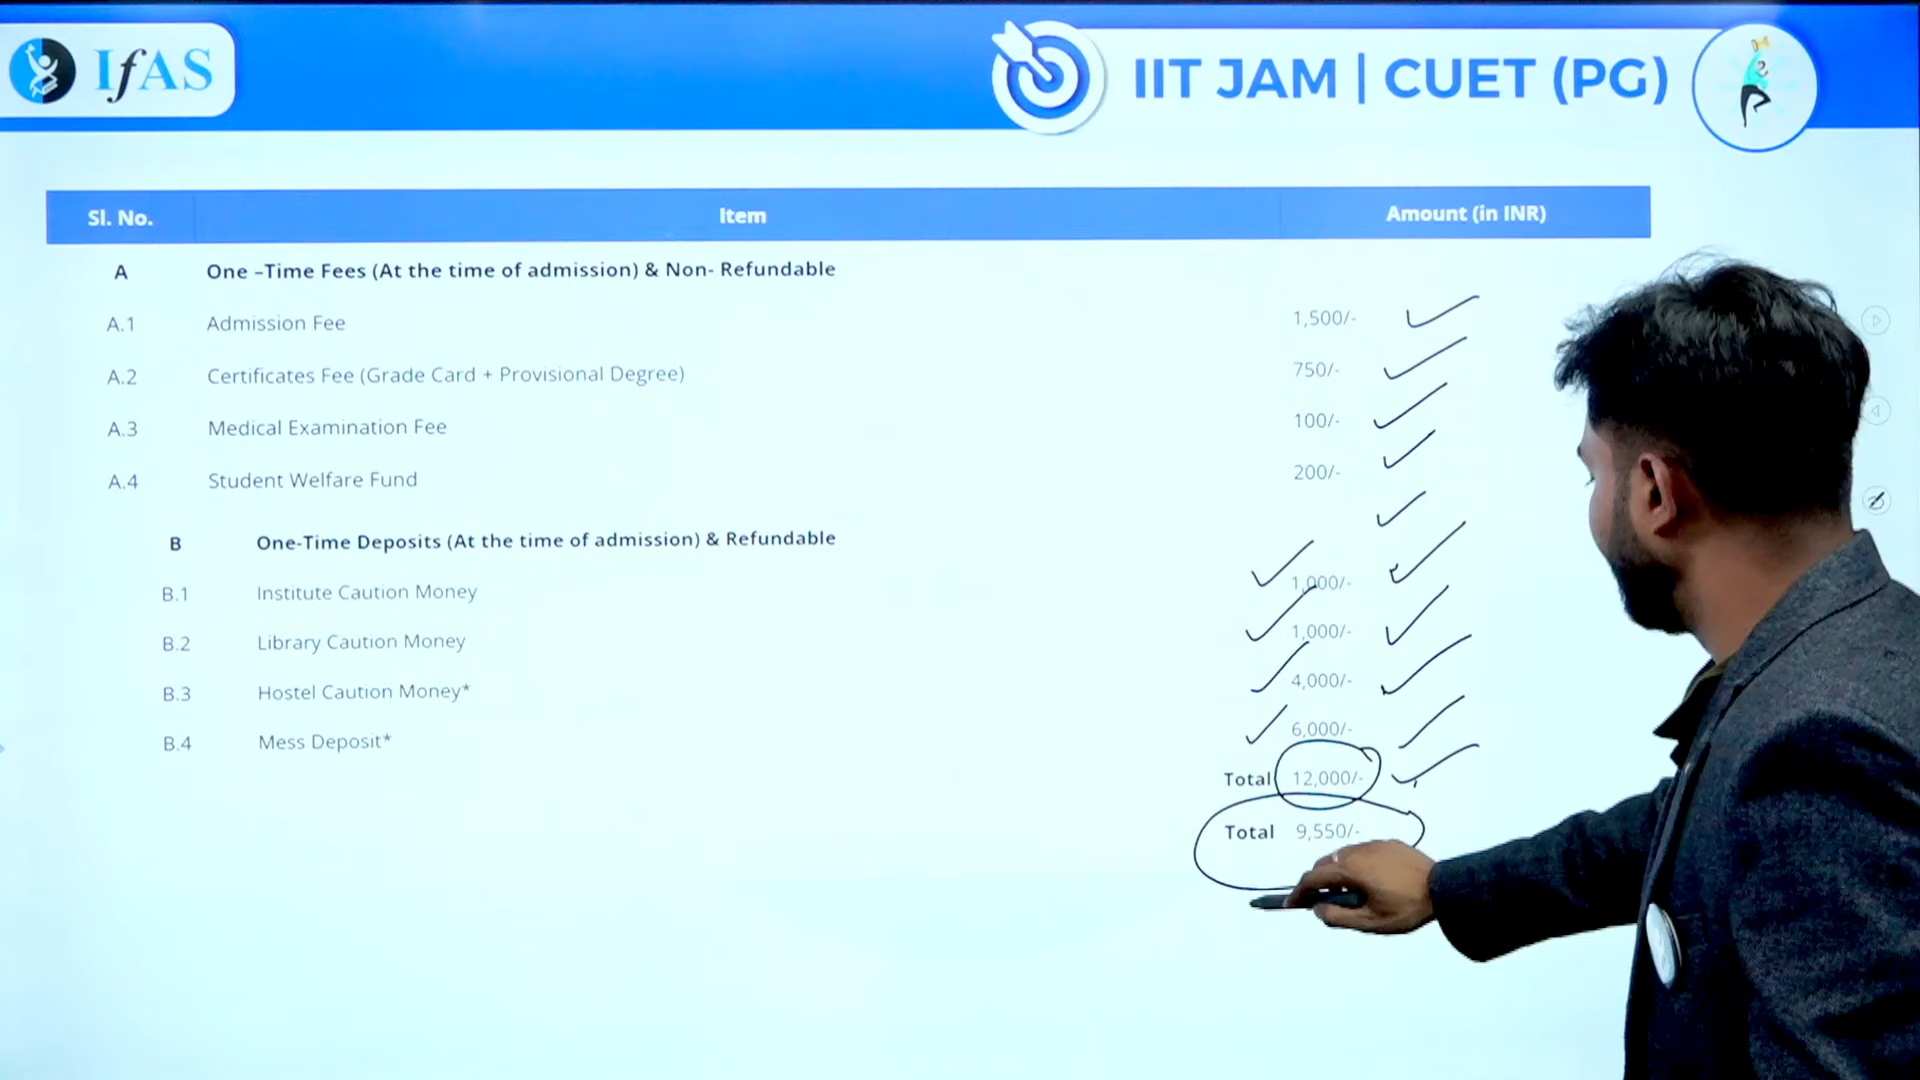 IfAS
IIT JAM | CUET (PG)
Sl. No. Item Amount (in INR)
A One –Time Fees (At the time of admission) & Non- Refundable
A.1 Admission Fee 1,500/-
A.2 Certificates Fee (Grade Card + Provisional Degree) 750/-
A.3 Medical Examination Fee 100/-
A.4 Student Welfare Fund 200/-
B One-Time Deposits (At the time of admission) & Refundable
B.1 Institute Caution Money 1,000/-
B.2 Library Caution Money 1,000/-
B.3 Hostel Caution Money* 4,000/-
B.4 Mess Deposit* 6,000/-
Total 12,000/-
Total 9,550/-